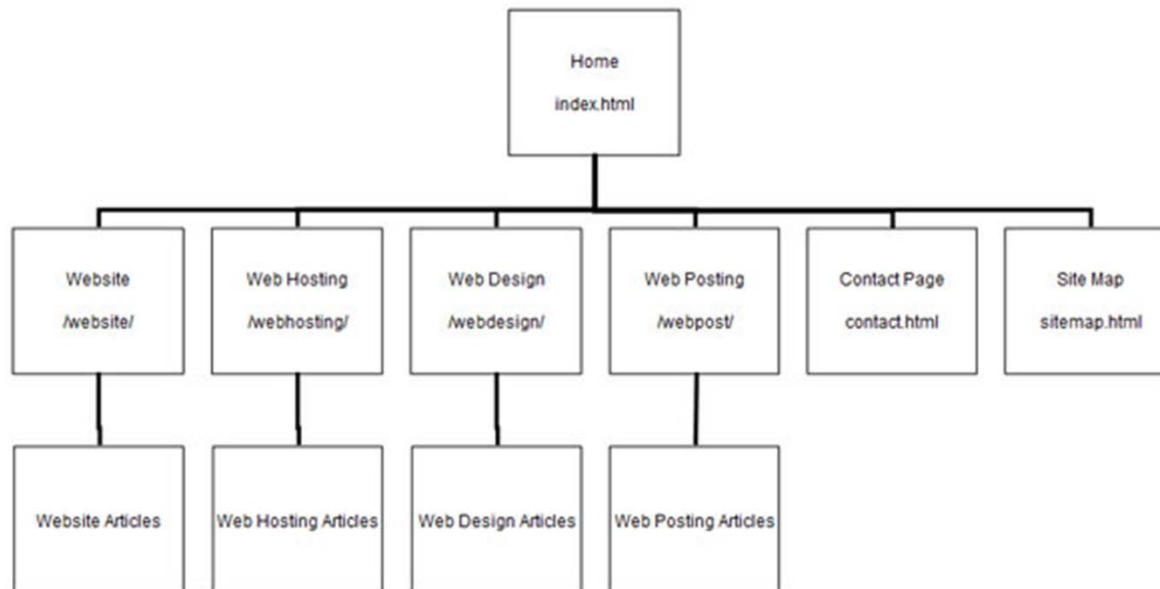 Home
index.html
Website
/website/
Web Hosting
/webhosting/
Web Design
/webdesign/
Web Posting
/webpost/
Contact Page
contact.html
Site Map
sitemap.html
Website Articles
Web Hosting Articles
Web Design Articles
Web Posting Articles